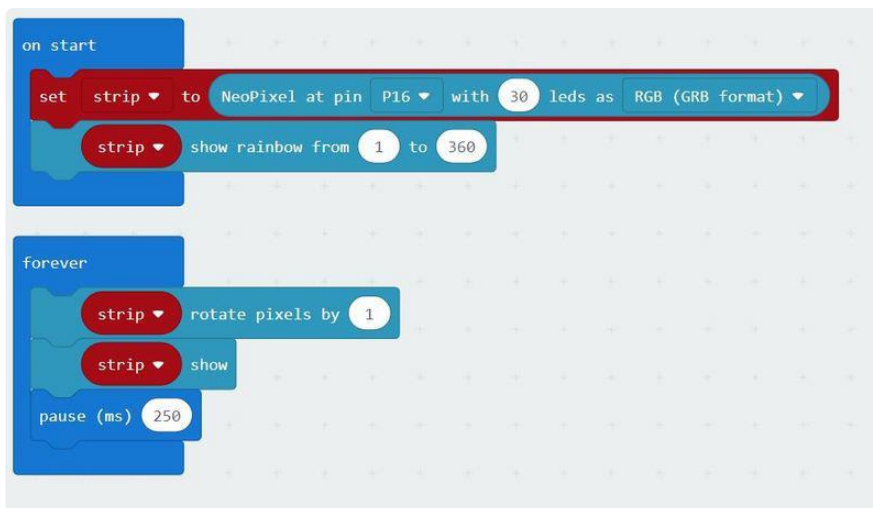 on start
set strip to NeoPixel at pin P16 with 30 leds as RGB (GRB format)
strip show rainbow from 1 to 360
forever
strip rotate pixels by 1
strip show
pause (ms) 250